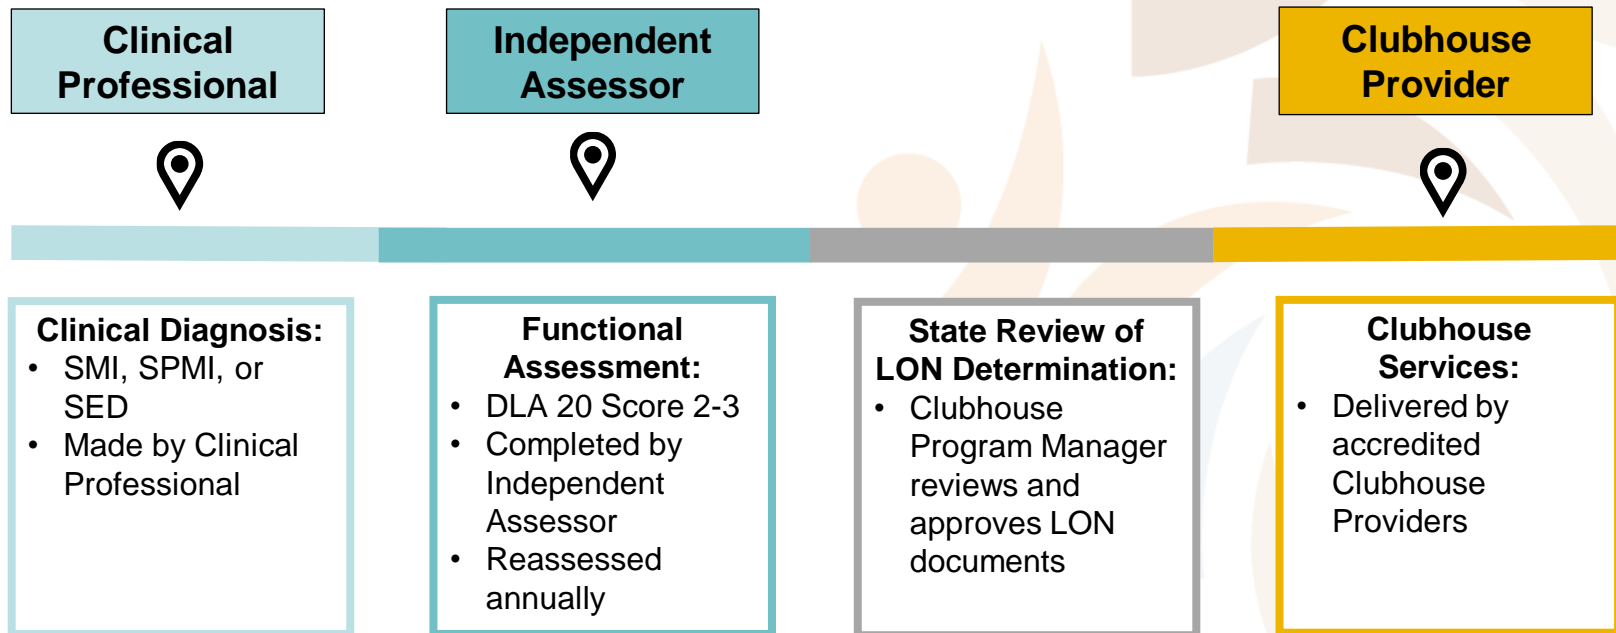 Clinical
Professional
Independent
Assessor
Clubhouse
Provider
Clinical Diagnosis:
• SMI, SPMI, or
SED
• Made by Clinical
Professional
Functional
Assessment:
• DLA 20 Score 2-3
• Completed by
Independent
Assessor
• Reassessed
annually
State Review of
LON Determination:
• Clubhouse
Program Manager
reviews and
approves LON
documents
Clubhouse
Services:
• Delivered by
accredited
Clubhouse
Providers